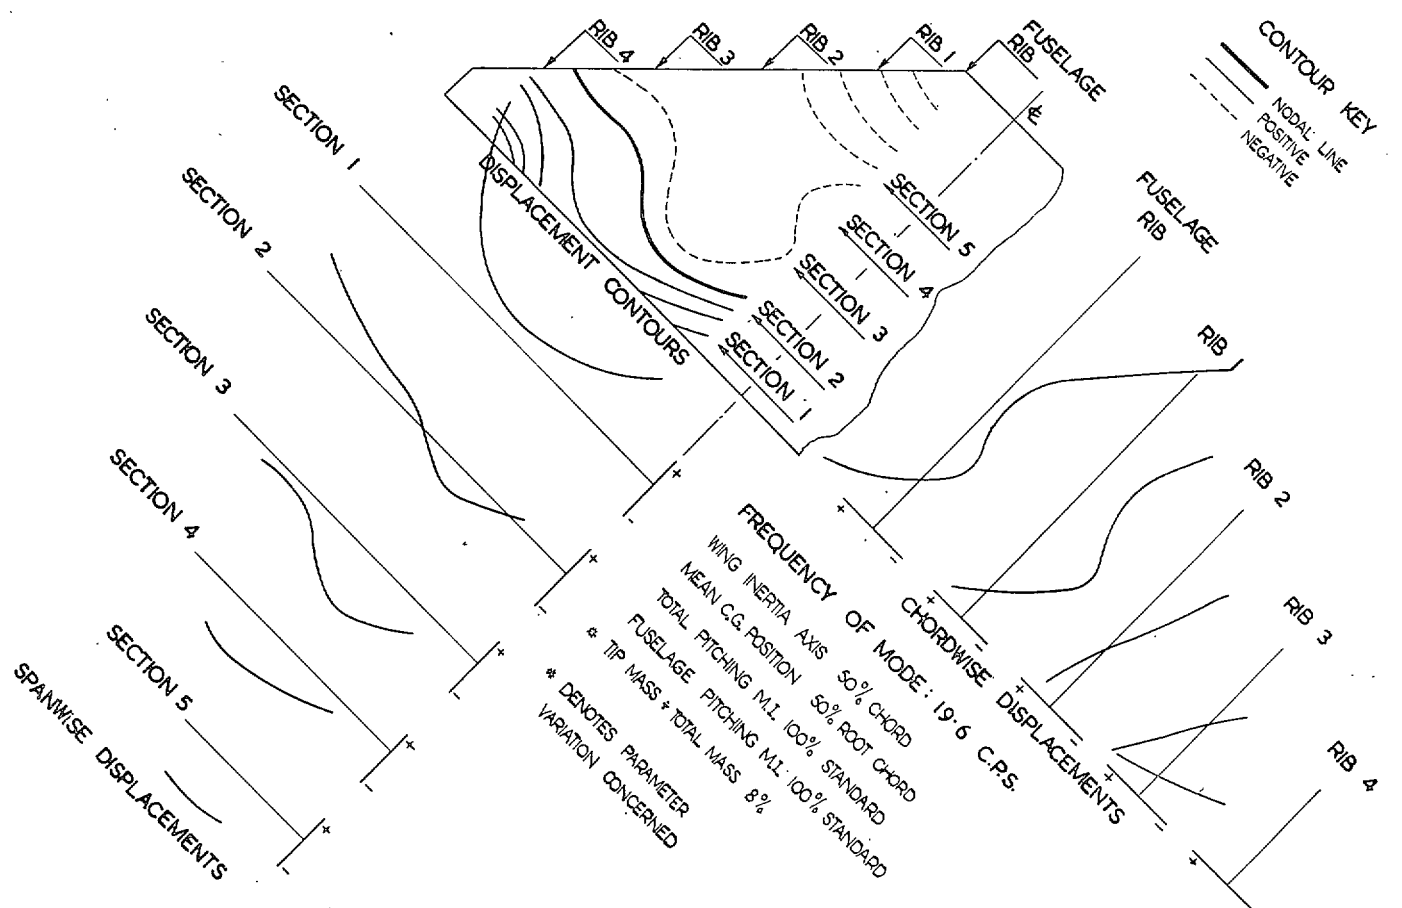 RIB 4
RIB 3
RIB 2
RIB 1
FUSELAGE
RIB
CONTOUR KEY
NODAL LINE
POSITIVE
NEGATIVE
DISPLACEMENT CONTOURS
SECTION 5
SECTION 4
SECTION 3
SECTION 2
SECTION 1
SECTION 1
+
-
SECTION 2
+
-
SECTION 3
+
-
SECTION 4
+
-
SECTION 5
+
-
SPANWISE DISPLACEMENTS
FUSELAGE
RIB
+
-
RIB 1
+
-
RIB 2
+
-
RIB 3
+
-
RIB 4
+
CHORDWISE DISPLACEMENTS
FREQUENCY OF MODE: 19·6 C.P.S.
WING INERTIA AXIS 50% CHORD
MEAN C.G. POSITION 50% ROOT CHORD
TOTAL PITCHING M.I. 100% STANDARD
FUSELAGE PITCHING M.I. 100% STANDARD
* TIP MASS ÷ TOTAL MASS 8%
* DENOTES PARAMETER
VARIATION CONCERNED